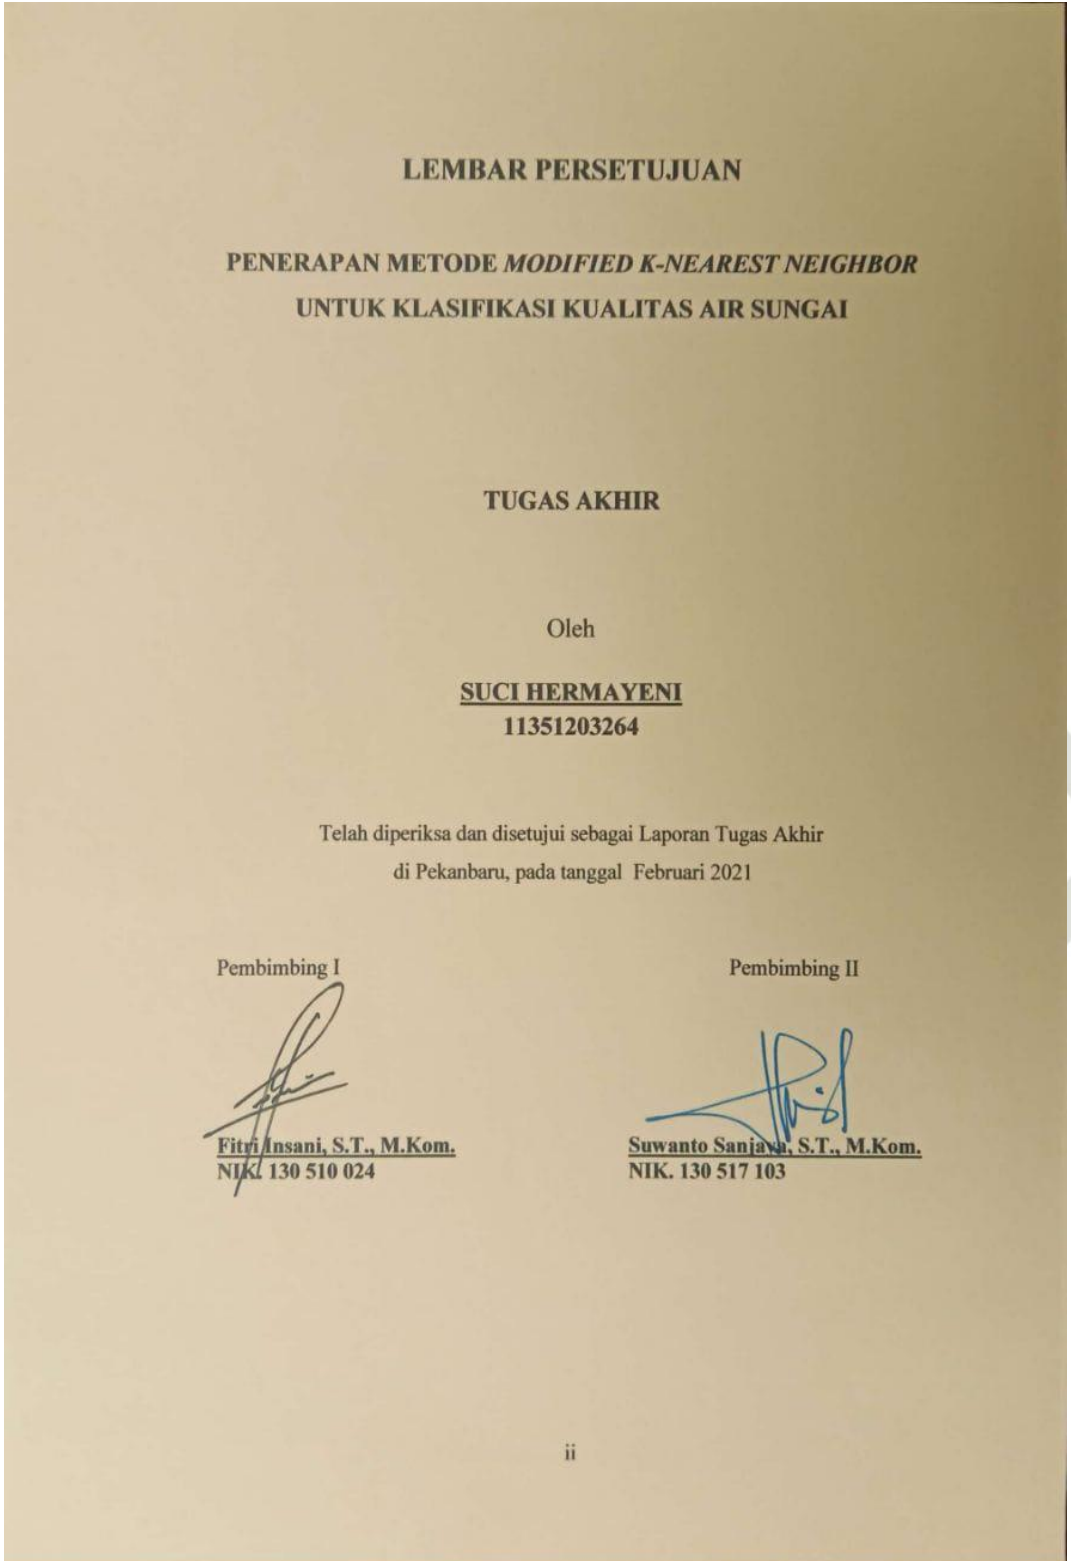 LEMBAR PERSETUJUAN
PENERAPAN METODE MODIFIED K-NEAREST NEIGHBOR
UNTUK KLASIFIKASI KUALITAS AIR SUNGAI
TUGAS AKHIR
Oleh
SUCI HERMAYENI
11351203264
Telah diperiksa dan disetujui sebagai Laporan Tugas Akhir
di Pekanbaru, pada tanggal Februari 2021
Pembimbing I
Pembimbing II
Fitri Insani, S.T., M.Kom.
NIK. 130 510 024
Suwanto Sanjaya, S.T., M.Kom.
NIK. 130 517 103
ii